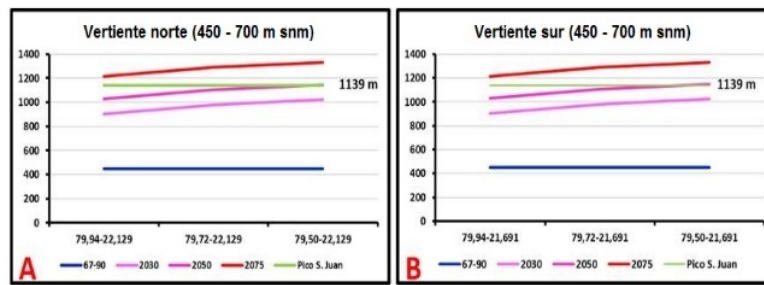 Vertiente norte (450 - 700 m snm)
1400
1200
1139 m
1000
800
600
400
200
0
79,94-22,129 79,72-22,129 79,50-22,129
A
67-90 2030 2050 2075 Pico S. Juan
Vertiente sur (450 - 700 m snm)
1400
1200
1139 m
1000
800
600
400
200
0
79,94-21,691 79,72-21,691 79,50-21,691
B
67-90 2030 2050 2075 Pico S. Juan